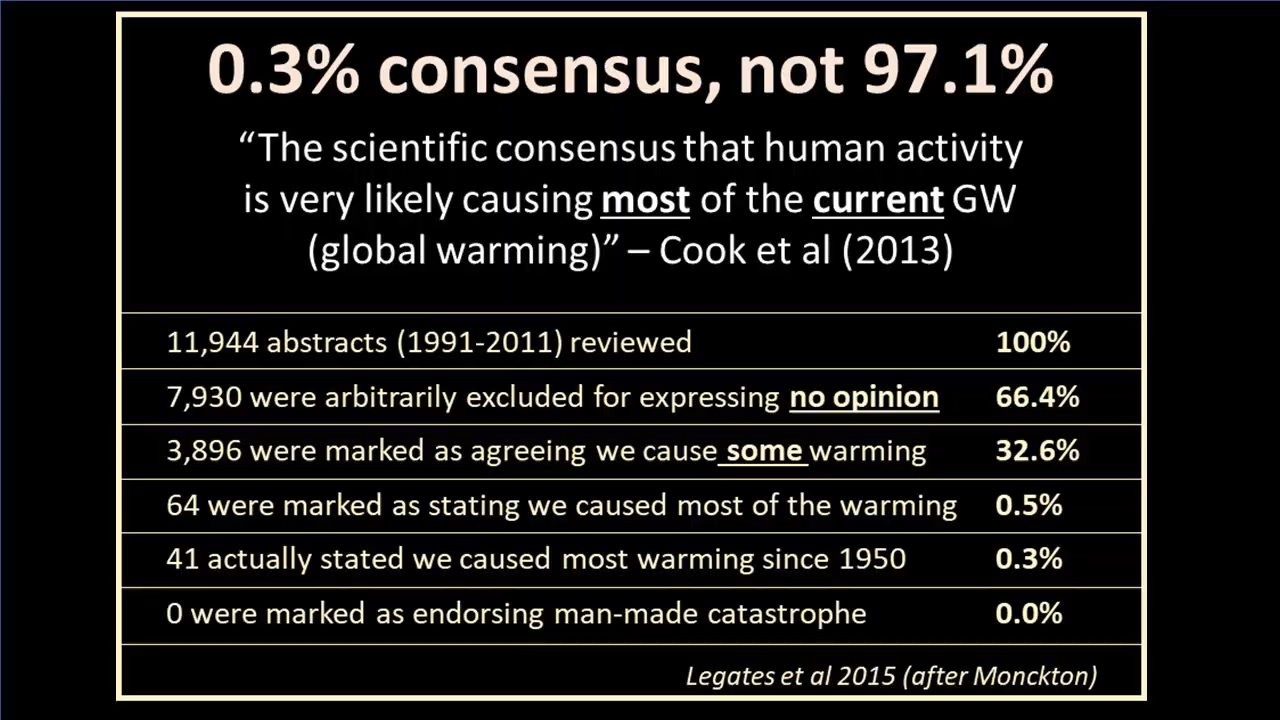 0.3% consensus, not 97.1%
“The scientific consensus that human activity
is very likely causing most of the current GW
(global warming)” – Cook et al (2013)
11,944 abstracts (1991-2011) reviewed 100%
7,930 were arbitrarily excluded for expressing no opinion 66.4%
3,896 were marked as agreeing we cause some warming 32.6%
64 were marked as stating we caused most of the warming 0.5%
41 actually stated we caused most warming since 1950 0.3%
0 were marked as endorsing man-made catastrophe 0.0%
Legates et al 2015 (after Monckton)